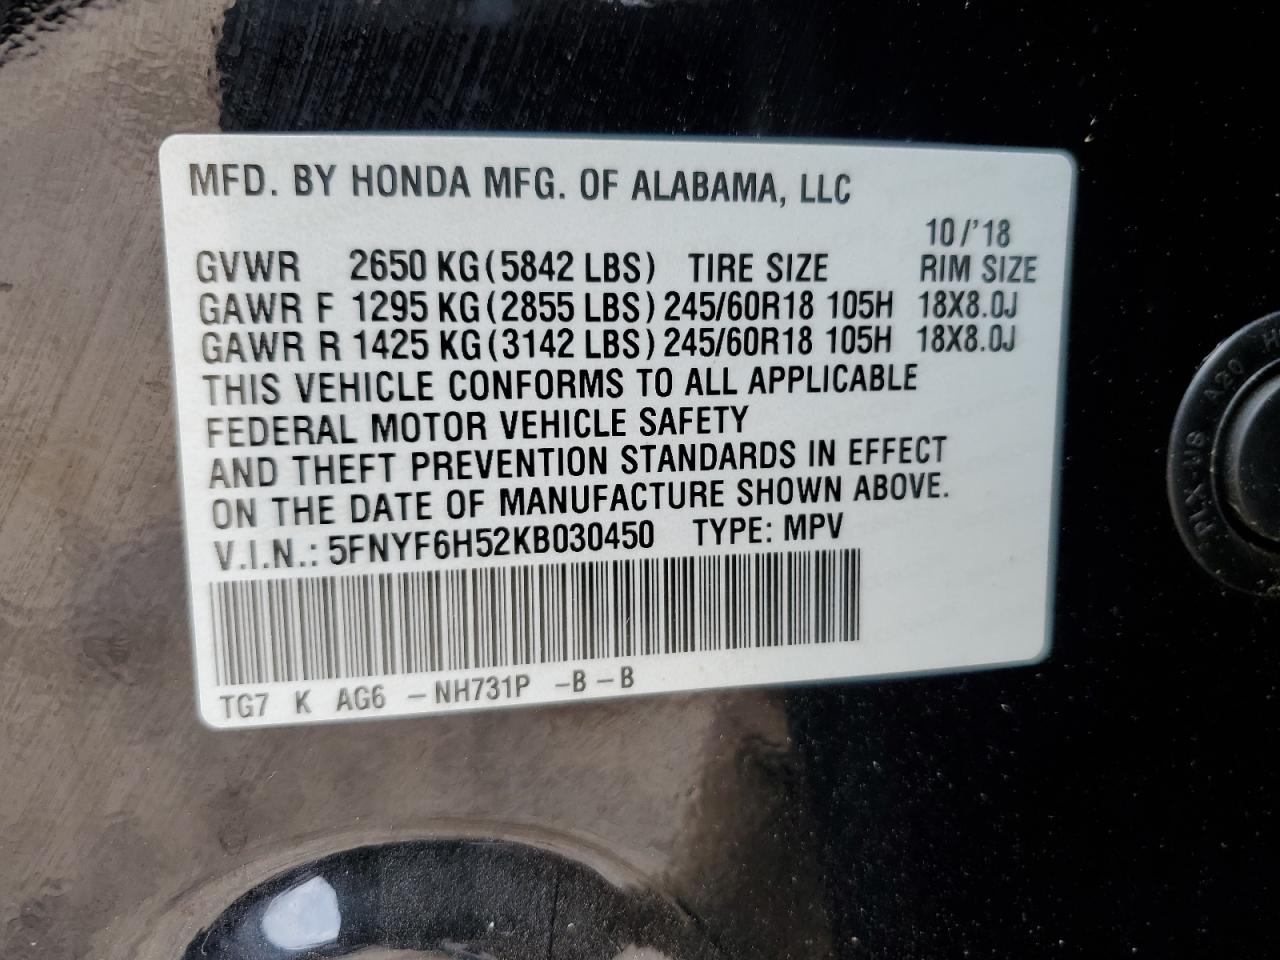 MFD. BY HONDA MFG. OF ALABAMA, LLC
10/'18
GVWR 2650 KG (5842 LBS) TIRE SIZE RIM SIZE
GAWR F 1295 KG (2855 LBS) 245/60R18 105H 18X8.0J
GAWR R 1425 KG (3142 LBS) 245/60R18 105H 18X8.0J
THIS VEHICLE CONFORMS TO ALL APPLICABLE
FEDERAL MOTOR VEHICLE SAFETY
AND THEFT PREVENTION STANDARDS IN EFFECT
ON THE DATE OF MANUFACTURE SHOWN ABOVE.
V.I.N.: 5FNYF6H52KB030450 TYPE: MPV
TG7 K AG6 -NH731P -B-B
A20